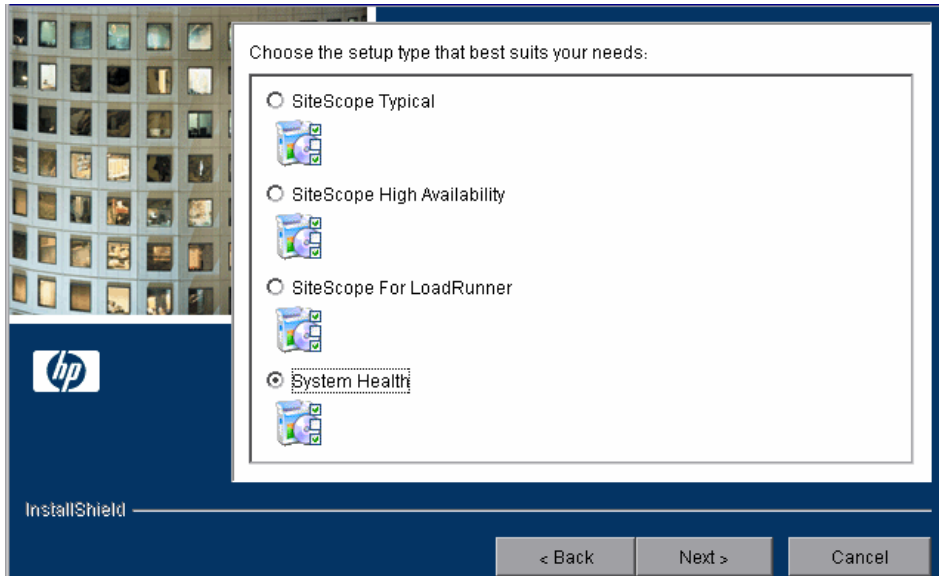 Choose the setup type that best suits your needs:
SiteScope Typical
SiteScope High Availability
SiteScope For LoadRunner
System Health
hp
InstallShield
< Back
Next >
Cancel